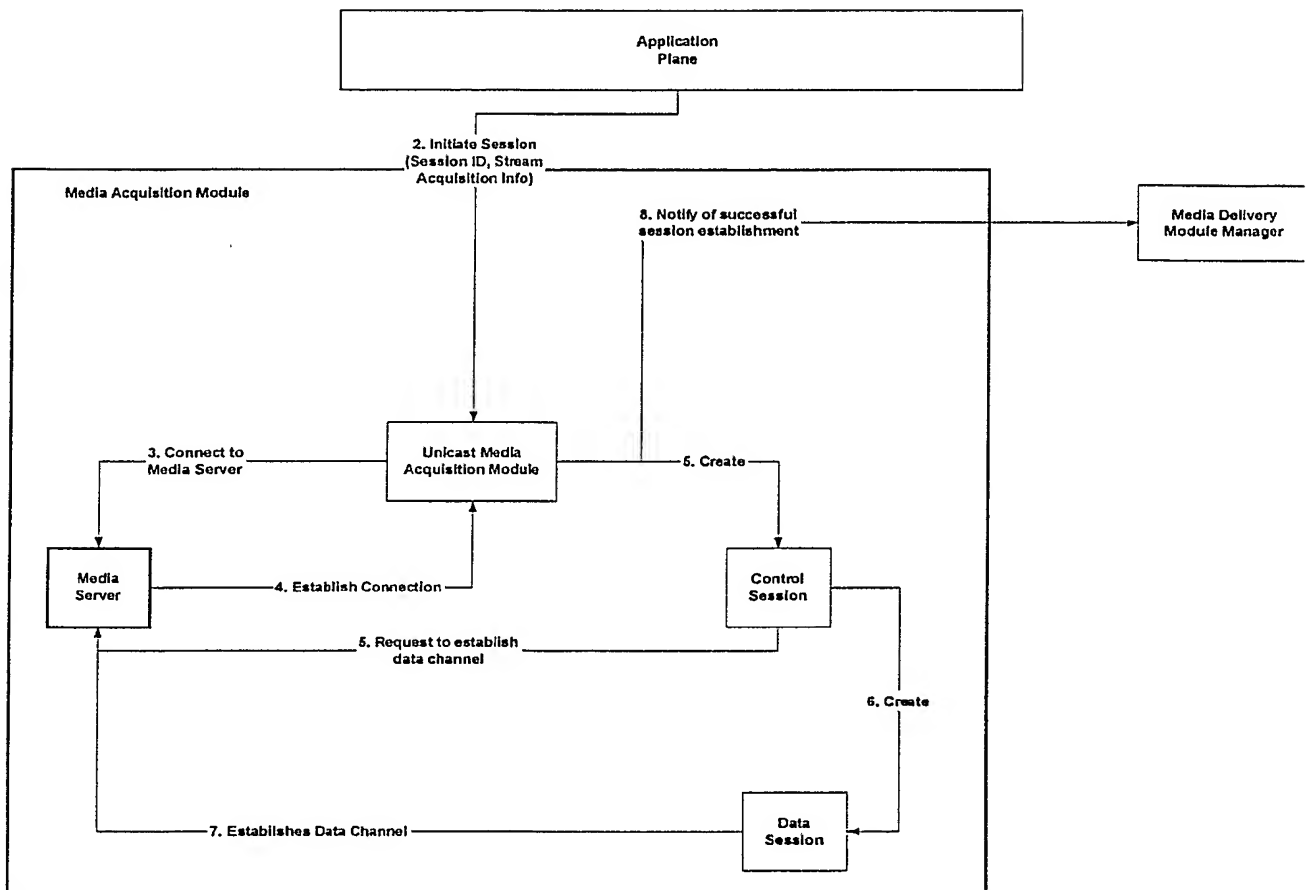 Application
Plane
2. Initiate Session
(Session ID, Stream
Acquisition Info)
Media Acquisition Module
8. Notify of successful
session establishment
Media Delivery
Module Manager
3. Connect to
Media Server
Unicast Media
Acquisition Module
5. Create
Media
Server
4. Establish Connection
Control
Session
5. Request to establish
data channel
6. Create
7. Establishes Data Channel
Data
Session